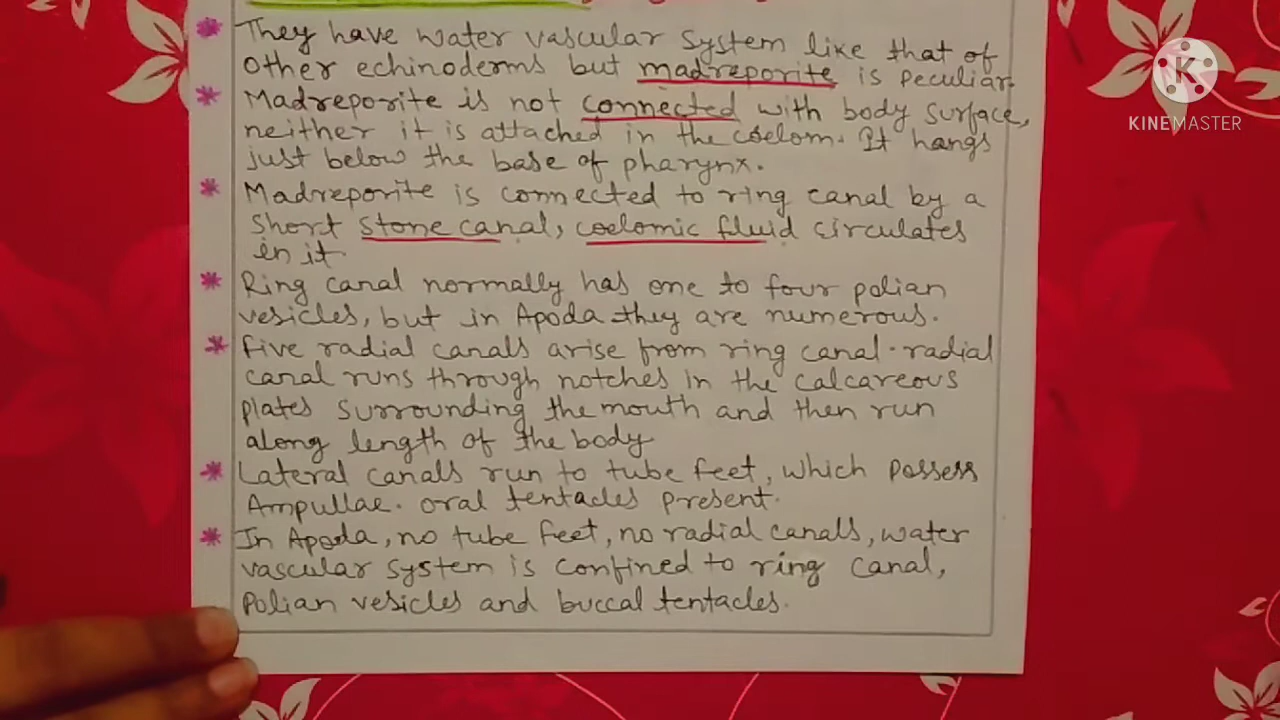 * They have water vascular system like that of
other echinoderms but madreporite is peculiar.
* Madreporite is not connected with body surface,
neither it is attached in the coelom. It hangs
just below the base of pharynx.
* Madreporite is connected to ring canal by a
short stone canal, coelomic fluid circulates
in it.
* Ring canal normally has one to four polian
vesicles, but in Apoda they are numerous.
* Five radial canals arise from ring canal. radial
canal runs through notches in the calcareous
plates surrounding the mouth and then run
along length of the body
* Lateral canals run to tube feet, which possess
Ampullae. oral tentacles present.
* In Apoda, no tube feet, no radial canals, water
vascular system is confined to ring canal,
Polian vesicles and buccal tentacles.
K
KINEMASTER